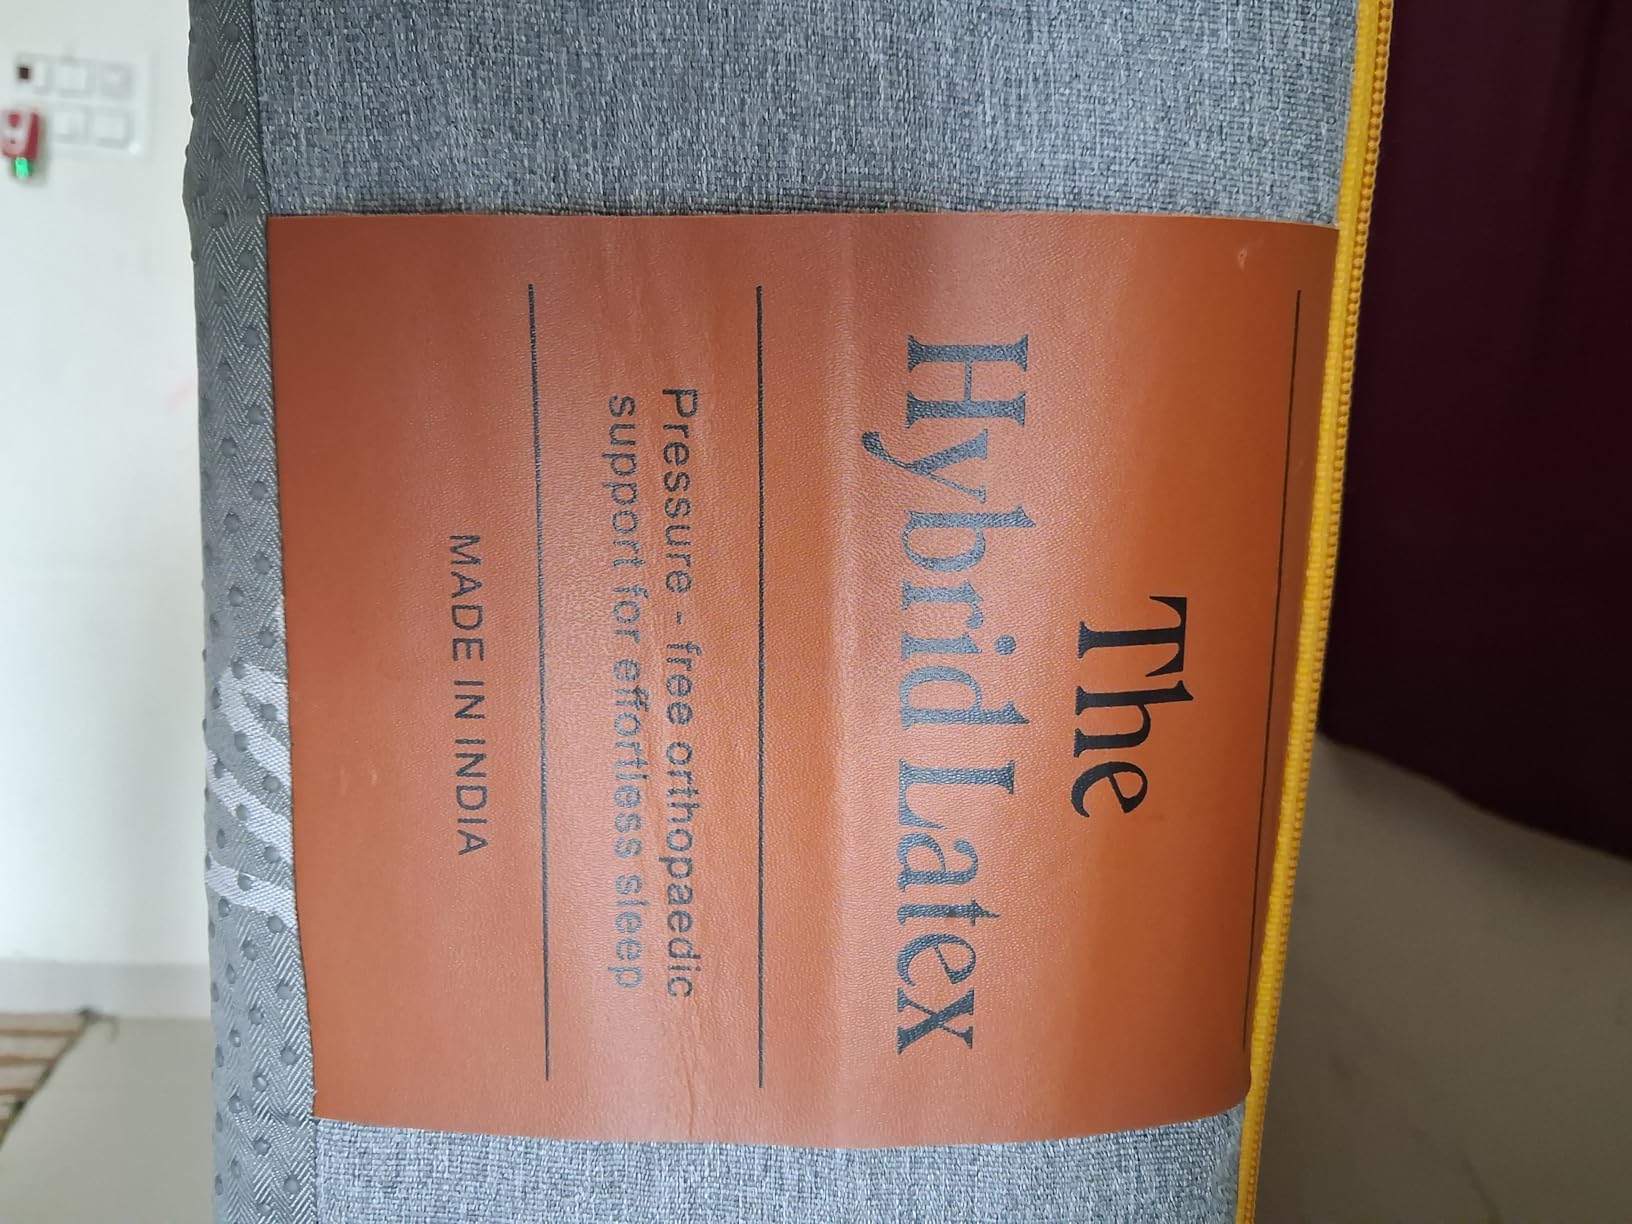 The
Hybrid Latex
Pressure - free orthopaedic
support for effortless sleep
MADE IN INDIA